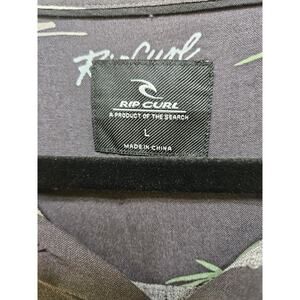 Rip Curl
RIP CURL
A PRODUCT OF THE SEARCH
L
MADE IN CHINA